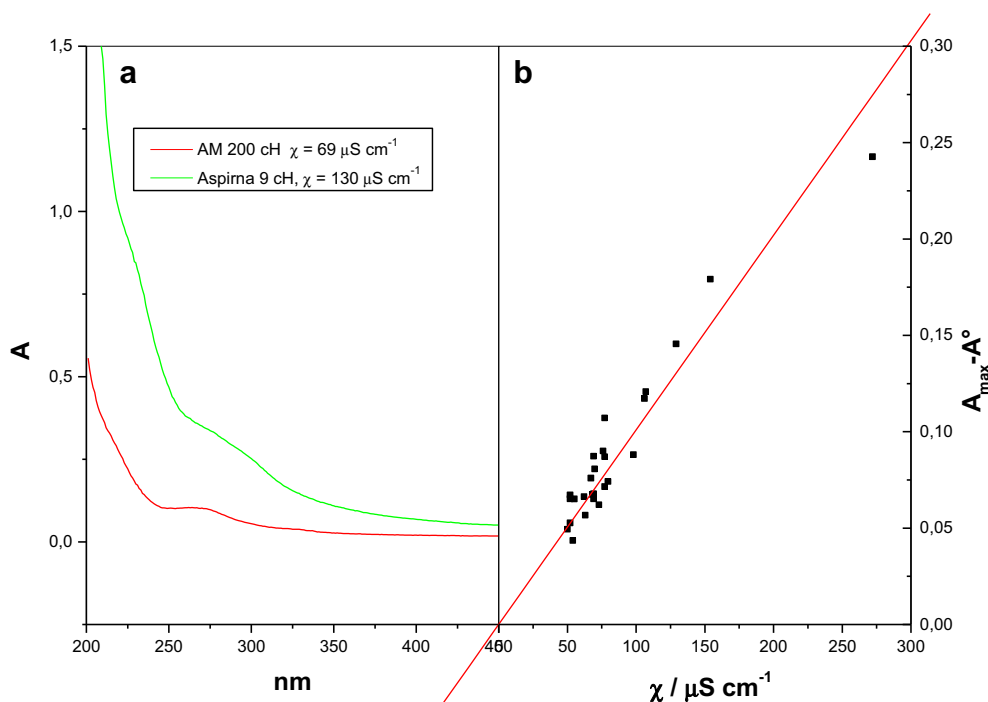 a
b
AM 200 cH χ = 69 μS cm⁻¹
Aspirna 9 cH, χ = 130 μS cm⁻¹
1,5
1,0
0,5
0,0
A
200 250 300 350 400 450
nm
50 100 150 200 250 300
χ / μS cm⁻¹
0,30
0,25
0,20
0,15
0,10
0,05
0,00
Aₘₐₓ-A°